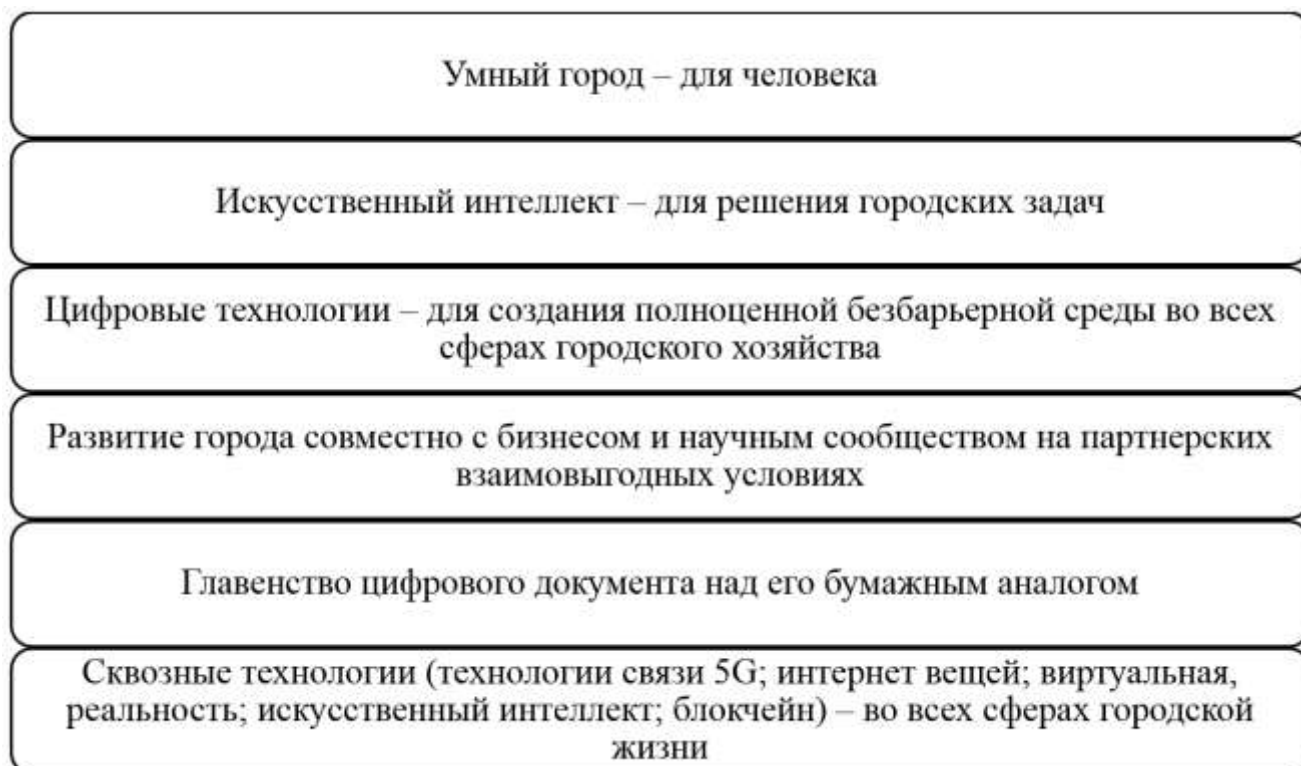 Умный город – для человека
Искусственный интеллект – для решения городских задач
Цифровые технологии – для создания полноценной безбарьерной среды во всех
сферах городского хозяйства
Развитие города совместно с бизнесом и научным сообществом на партнерских
взаимовыгодных условиях
Главенство цифрового документа над его бумажным аналогом
Сквозные технологии (технологии связи 5G; интернет вещей; виртуальная,
реальность; искусственный интеллект; блокчейн) – во всех сферах городской
жизни